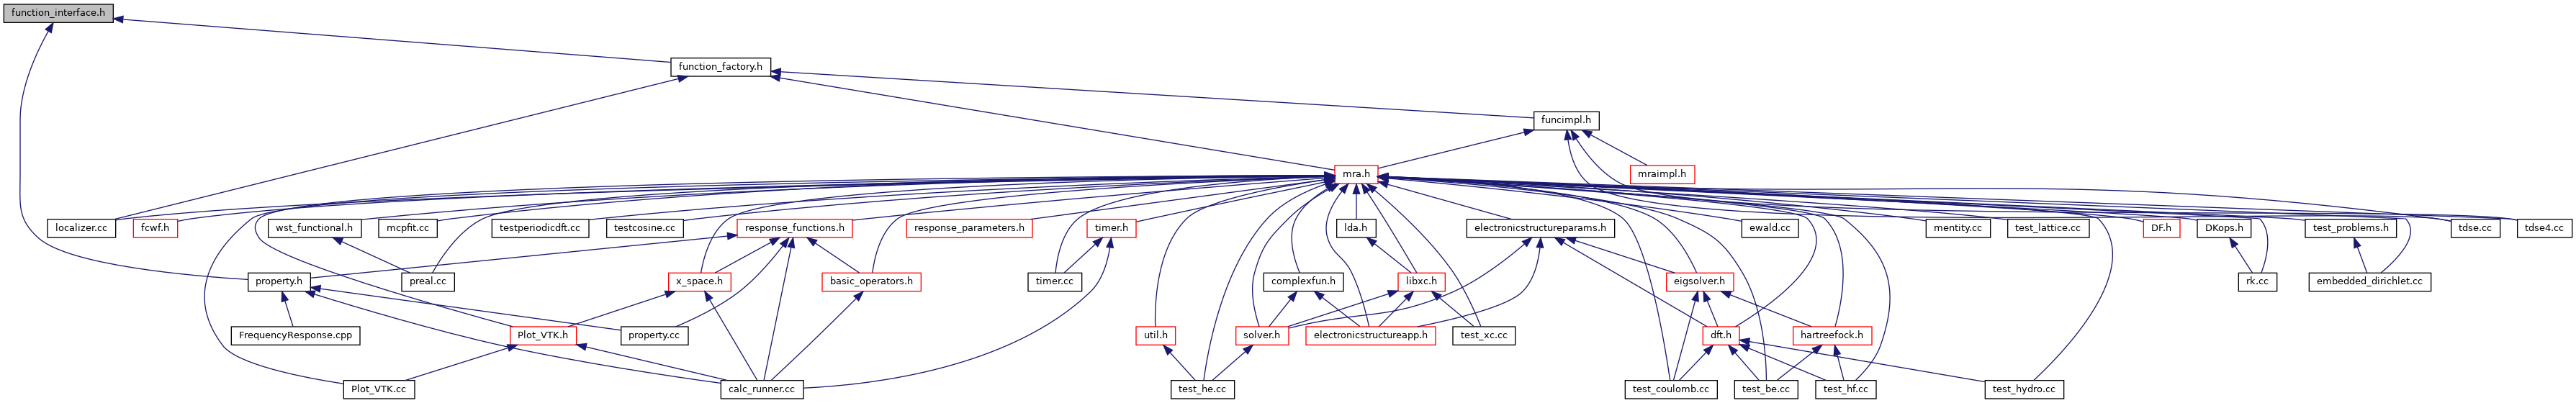 function_interface.h
function_factory.h
funcimpl.h
mra.h
mraimpl.h
localizer.cc
fcwf.h
wst_functional.h
mcpfit.cc
testperiodicdft.cc
testcosine.cc
response_functions.h
response_parameters.h
timer.h
lda.h
electronicstructureparams.h
ewald.cc
mentity.cc
test_lattice.cc
DF.h
DKops.h
test_problems.h
tdse.cc
tdse4.cc
property.h
preal.cc
x_space.h
basic_operators.h
timer.cc
complexfun.h
libxc.h
eigsolver.h
rk.cc
embedded_dirichlet.cc
FrequencyResponse.cpp
Plot_VTK.h
property.cc
util.h
solver.h
electronicstructureapp.h
test_xc.cc
dft.h
hartreefock.h
Plot_VTK.cc
calc_runner.cc
test_he.cc
test_coulomb.cc
test_be.cc
test_hf.cc
test_hydro.cc